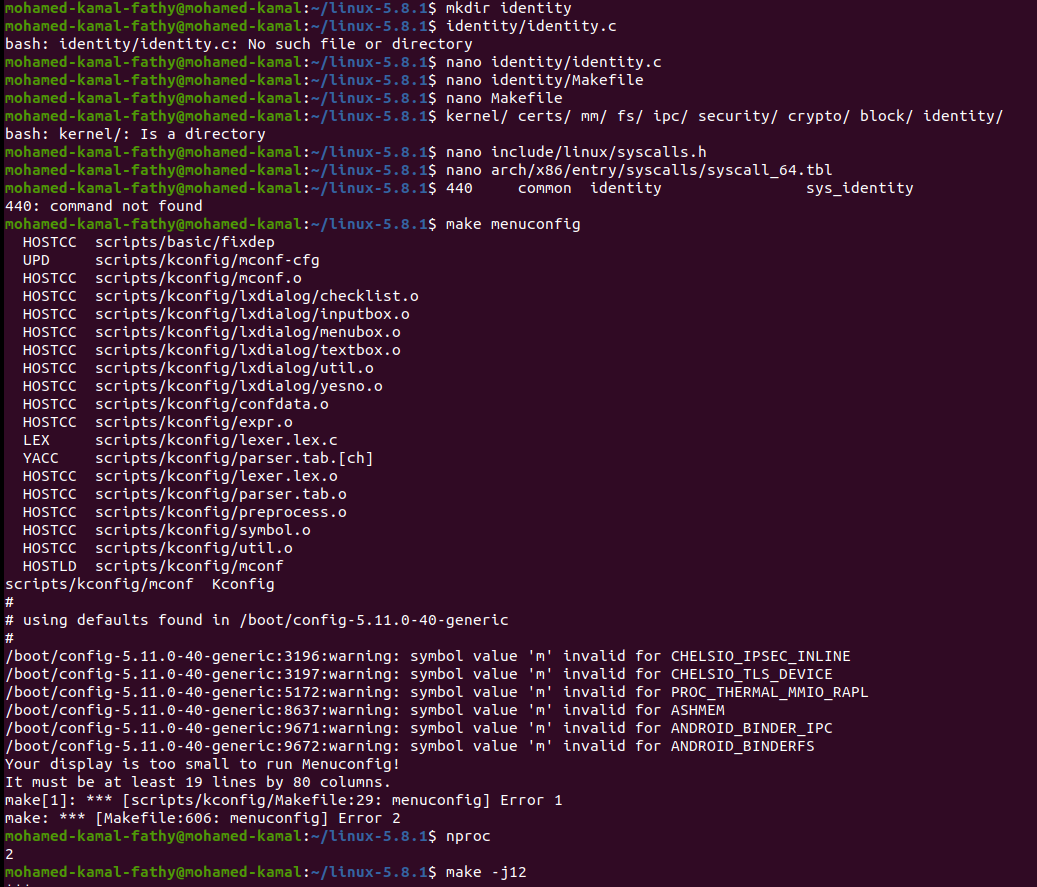 mohamed-kamal-fathy@mohamed-kamal:~/linux-5.8.1$ mkdir identity
mohamed-kamal-fathy@mohamed-kamal:~/linux-5.8.1$ identity/identity.c
bash: identity/identity.c: No such file or directory
mohamed-kamal-fathy@mohamed-kamal:~/linux-5.8.1$ nano identity/identity.c
mohamed-kamal-fathy@mohamed-kamal:~/linux-5.8.1$ nano identity/Makefile
mohamed-kamal-fathy@mohamed-kamal:~/linux-5.8.1$ nano Makefile
mohamed-kamal-fathy@mohamed-kamal:~/linux-5.8.1$ kernel/ certs/ mm/ fs/ ipc/ security/ crypto/ block/ identity/
bash: kernel/: Is a directory
mohamed-kamal-fathy@mohamed-kamal:~/linux-5.8.1$ nano include/linux/syscalls.h
mohamed-kamal-fathy@mohamed-kamal:~/linux-5.8.1$ nano arch/x86/entry/syscalls/syscall_64.tbl
mohamed-kamal-fathy@mohamed-kamal:~/linux-5.8.1$ 440     common  identity                sys_identity
440: command not found
mohamed-kamal-fathy@mohamed-kamal:~/linux-5.8.1$ make menuconfig
  HOSTCC  scripts/basic/fixdep
  UPD     scripts/kconfig/mconf-cfg
  HOSTCC  scripts/kconfig/mconf.o
  HOSTCC  scripts/kconfig/lxdialog/checklist.o
  HOSTCC  scripts/kconfig/lxdialog/inputbox.o
  HOSTCC  scripts/kconfig/lxdialog/menubox.o
  HOSTCC  scripts/kconfig/lxdialog/textbox.o
  HOSTCC  scripts/kconfig/lxdialog/util.o
  HOSTCC  scripts/kconfig/lxdialog/yesno.o
  HOSTCC  scripts/kconfig/confdata.o
  HOSTCC  scripts/kconfig/expr.o
  LEX     scripts/kconfig/lexer.lex.c
  YACC    scripts/kconfig/parser.tab.[ch]
  HOSTCC  scripts/kconfig/lexer.lex.o
  HOSTCC  scripts/kconfig/parser.tab.o
  HOSTCC  scripts/kconfig/preprocess.o
  HOSTCC  scripts/kconfig/symbol.o
  HOSTCC  scripts/kconfig/util.o
  HOSTLD  scripts/kconfig/mconf
scripts/kconfig/mconf  Kconfig
#
# using defaults found in /boot/config-5.11.0-40-generic
#
/boot/config-5.11.0-40-generic:3196:warning: symbol value 'm' invalid for CHELSIO_IPSEC_INLINE
/boot/config-5.11.0-40-generic:3197:warning: symbol value 'm' invalid for CHELSIO_TLS_DEVICE
/boot/config-5.11.0-40-generic:5172:warning: symbol value 'm' invalid for PROC_THERMAL_MMIO_RAPL
/boot/config-5.11.0-40-generic:8637:warning: symbol value 'm' invalid for ASHMEM
/boot/config-5.11.0-40-generic:9671:warning: symbol value 'm' invalid for ANDROID_BINDER_IPC
/boot/config-5.11.0-40-generic:9672:warning: symbol value 'm' invalid for ANDROID_BINDERFS
Your display is too small to run Menuconfig!
It must be at least 19 lines by 80 columns.
make[1]: *** [scripts/kconfig/Makefile:29: menuconfig] Error 1
make: *** [Makefile:606: menuconfig] Error 2
mohamed-kamal-fathy@mohamed-kamal:~/linux-5.8.1$ nproc
2
mohamed-kamal-fathy@mohamed-kamal:~/linux-5.8.1$ make -j12